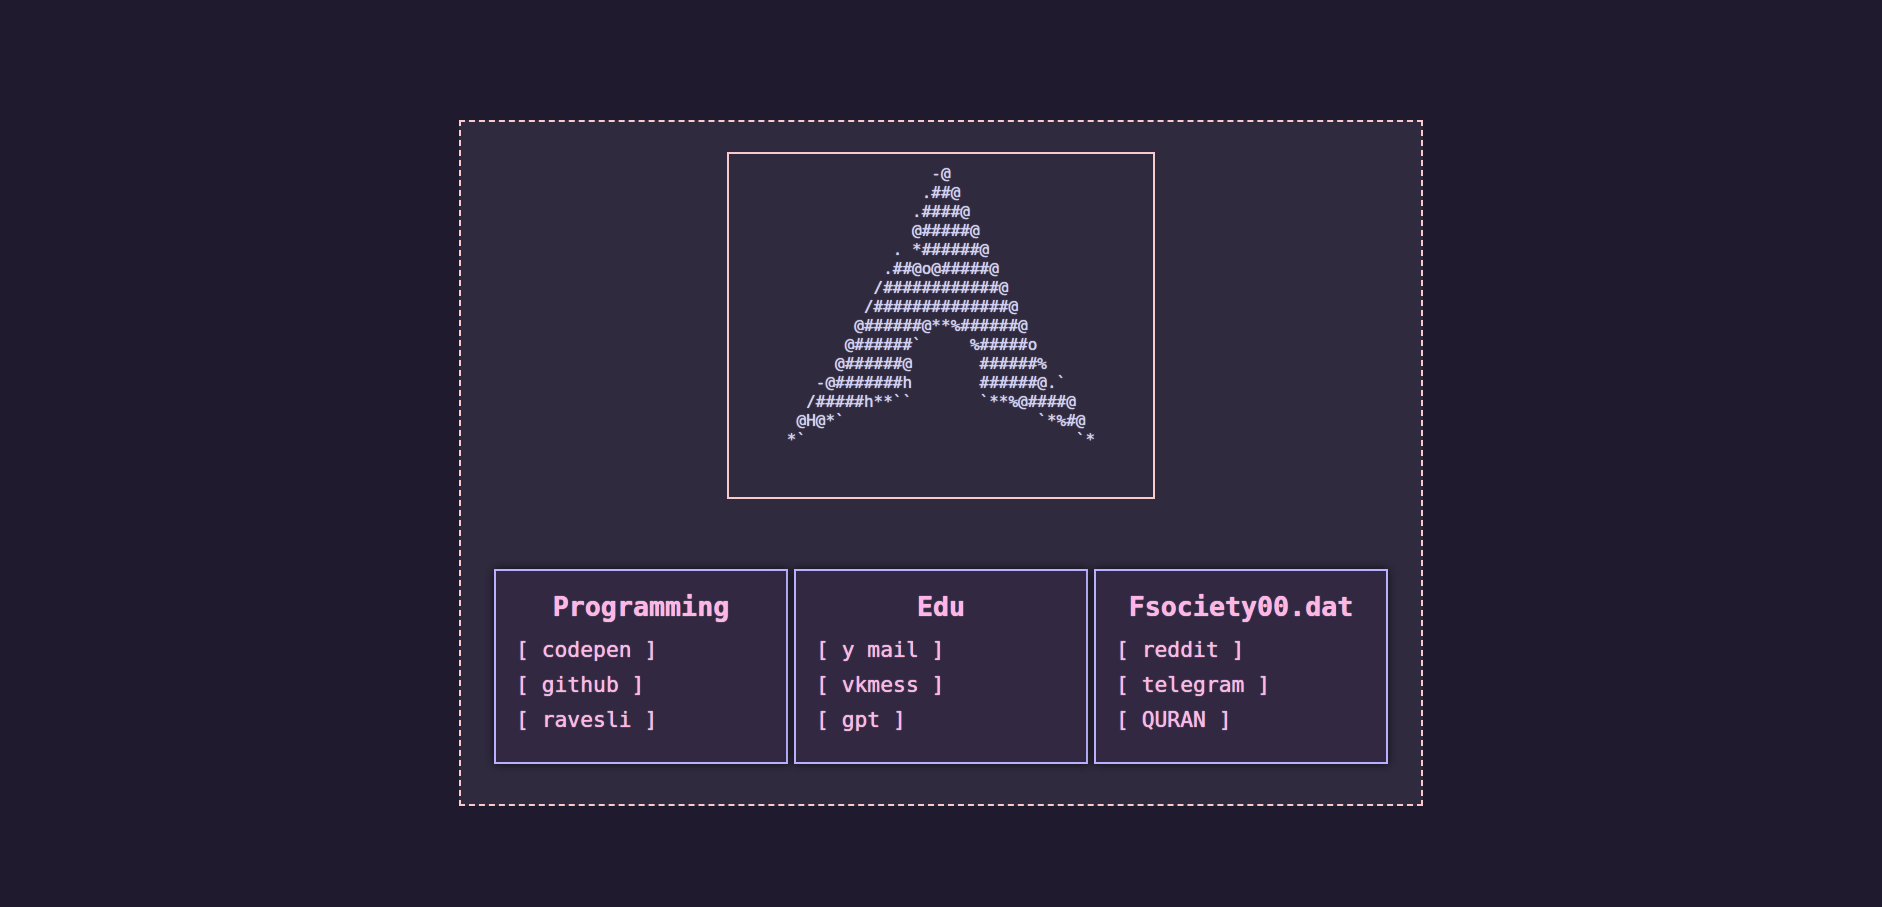 -@
.##@
.####@
@#####@
. *######@
.##@o@#####@
/############@
/##############@
@######@**%######@
@######` %#####o
@######@ ######%
-@#######h ######@.`
/#####h**`` `**%@####@
@H@*` `*%#@
*` `*
Programming
[ codepen ]
[ github ]
[ ravesli ]
Edu
[ y mail ]
[ vkmess ]
[ gpt ]
Fsociety00.dat
[ reddit ]
[ telegram ]
[ QURAN ]